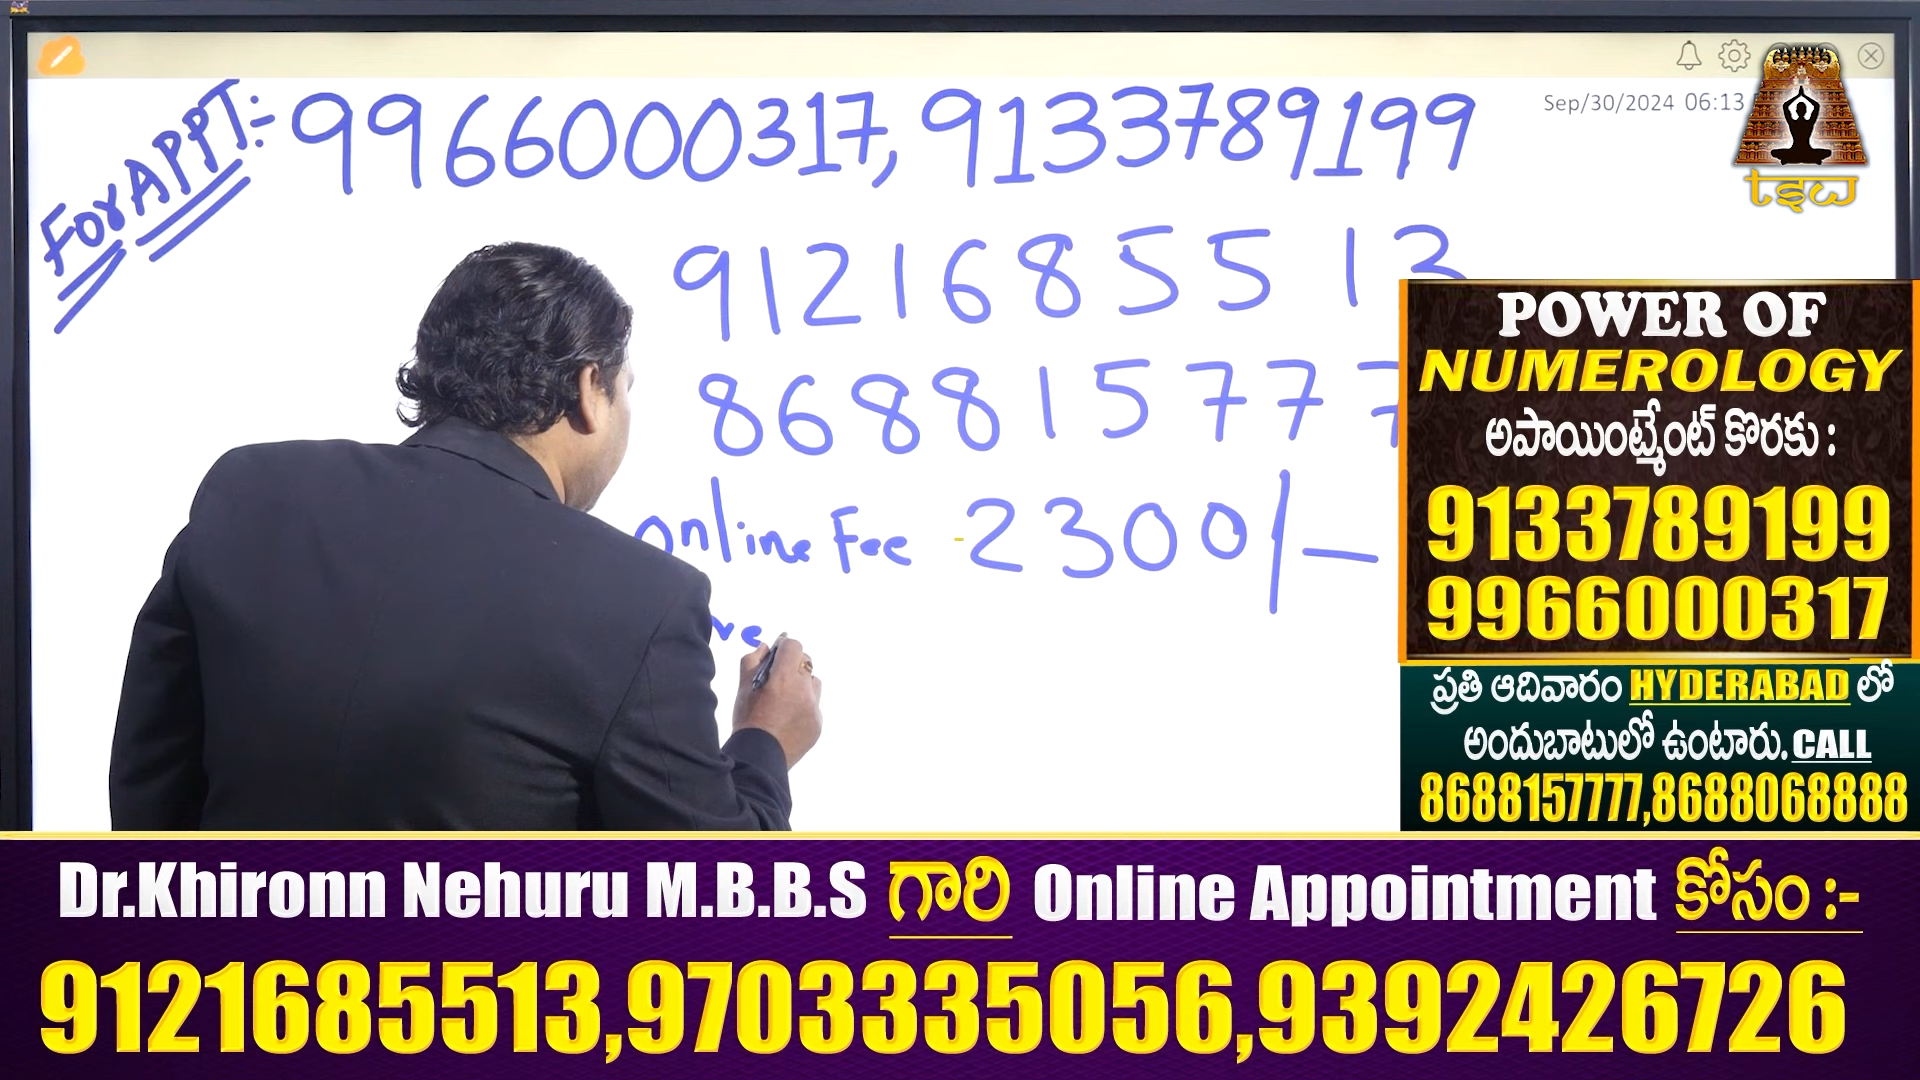 Sep/30/2024 06:13
For APPT:- 9966000317, 9133789199
9121685513
868815777
Online Fee - 2300/-
tsw
POWER OF
NUMEROLOGY
అపాయింట్మేంట్ కొరకు :
9133789199
9966000317
ప్రతి ఆదివారం HYDERABAD లో
అందుబాటులో ఉంటారు. CALL
8688157777,8688068888
Dr.Khironn Nehuru M.B.B.S గారి Online Appointment కోసం :-
9121685513,9703335056,9392426726